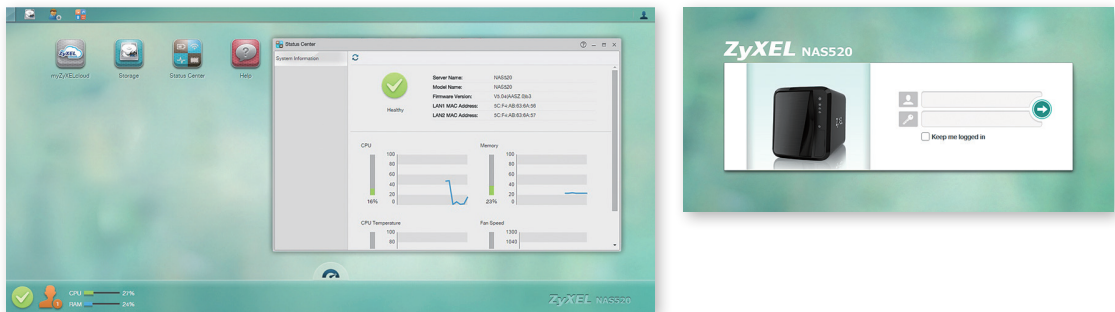 myZyXELcloud
Storage
Status Center
Help
Status Center
System Information
Healthy
Server Name: NAS520
Model Name: NAS520
Firmware Version:
LAN1 MAC Address:
LAN2 MAC Address:
CPU
100
80
60
40
20
0
16%
Memory
100
80
60
40
20
0
23%
CPU Temperature
100
80
Fan Speed
1300
1040
CPU 27%
RAM 24%
ZyXEL NAS520
ZyXEL NAS520
Keep me logged in